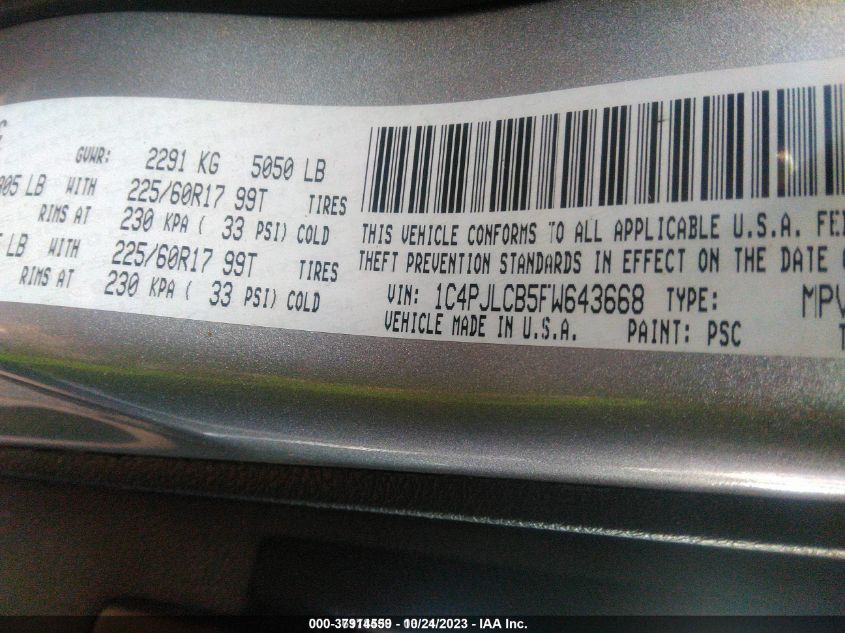 GVWR: 2291 KG 5050 LB
LB WITH 225/60R17 99T TIRES
RIMS AT 230 KPA ( 33 PSI) COLD
LB WITH 225/60R17 99T TIRES
RIMS AT 230 KPA ( 33 PSI) COLD
THIS VEHICLE CONFORMS TO ALL APPLICABLE U.S.A.
THEFT PREVENTION STANDARDS IN EFFECT ON THE DATE
VIN: 1C4PJLCB5FW643668 TYPE: MPV
VEHICLE MADE IN U.S.A. PAINT: PSC
000-37914559 - 10/24/2023 - IAA Inc.